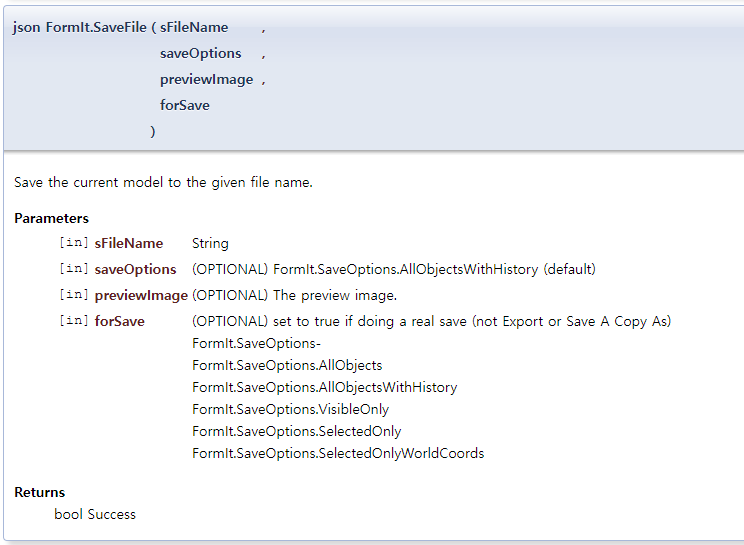 json FormIt.SaveFile ( sFileName ,
saveOptions ,
previewImage ,
forSave
)
Save the current model to the given file name.
Parameters
[in] sFileName String
[in] saveOptions (OPTIONAL) FormIt.SaveOptions.AllObjectsWithHistory (default)
[in] previewImage (OPTIONAL) The preview image.
[in] forSave (OPTIONAL) set to true if doing a real save (not Export or Save A Copy As)
FormIt.SaveOptions-
FormIt.SaveOptions.AllObjects
FormIt.SaveOptions.AllObjectsWithHistory
FormIt.SaveOptions.VisibleOnly
FormIt.SaveOptions.SelectedOnly
FormIt.SaveOptions.SelectedOnlyWorldCoords
Returns
bool Success